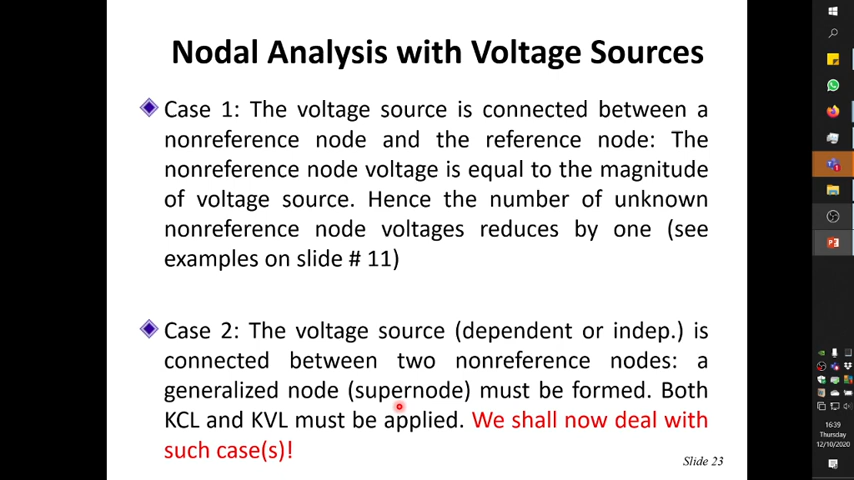 Nodal Analysis with Voltage Sources
Case 1: The voltage source is connected between a
nonreference node and the reference node: The
nonreference node voltage is equal to the magnitude
of voltage source. Hence the number of unknown
nonreference node voltages reduces by one (see
examples on slide # 11)
Case 2: The voltage source (dependent or indep.) is
connected between two nonreference nodes: a
generalized node (supernode) must be formed. Both
KCL and KVL must be applied. We shall now deal with
such case(s)!
Slide 23
16:39
Thursday
12/10/2020